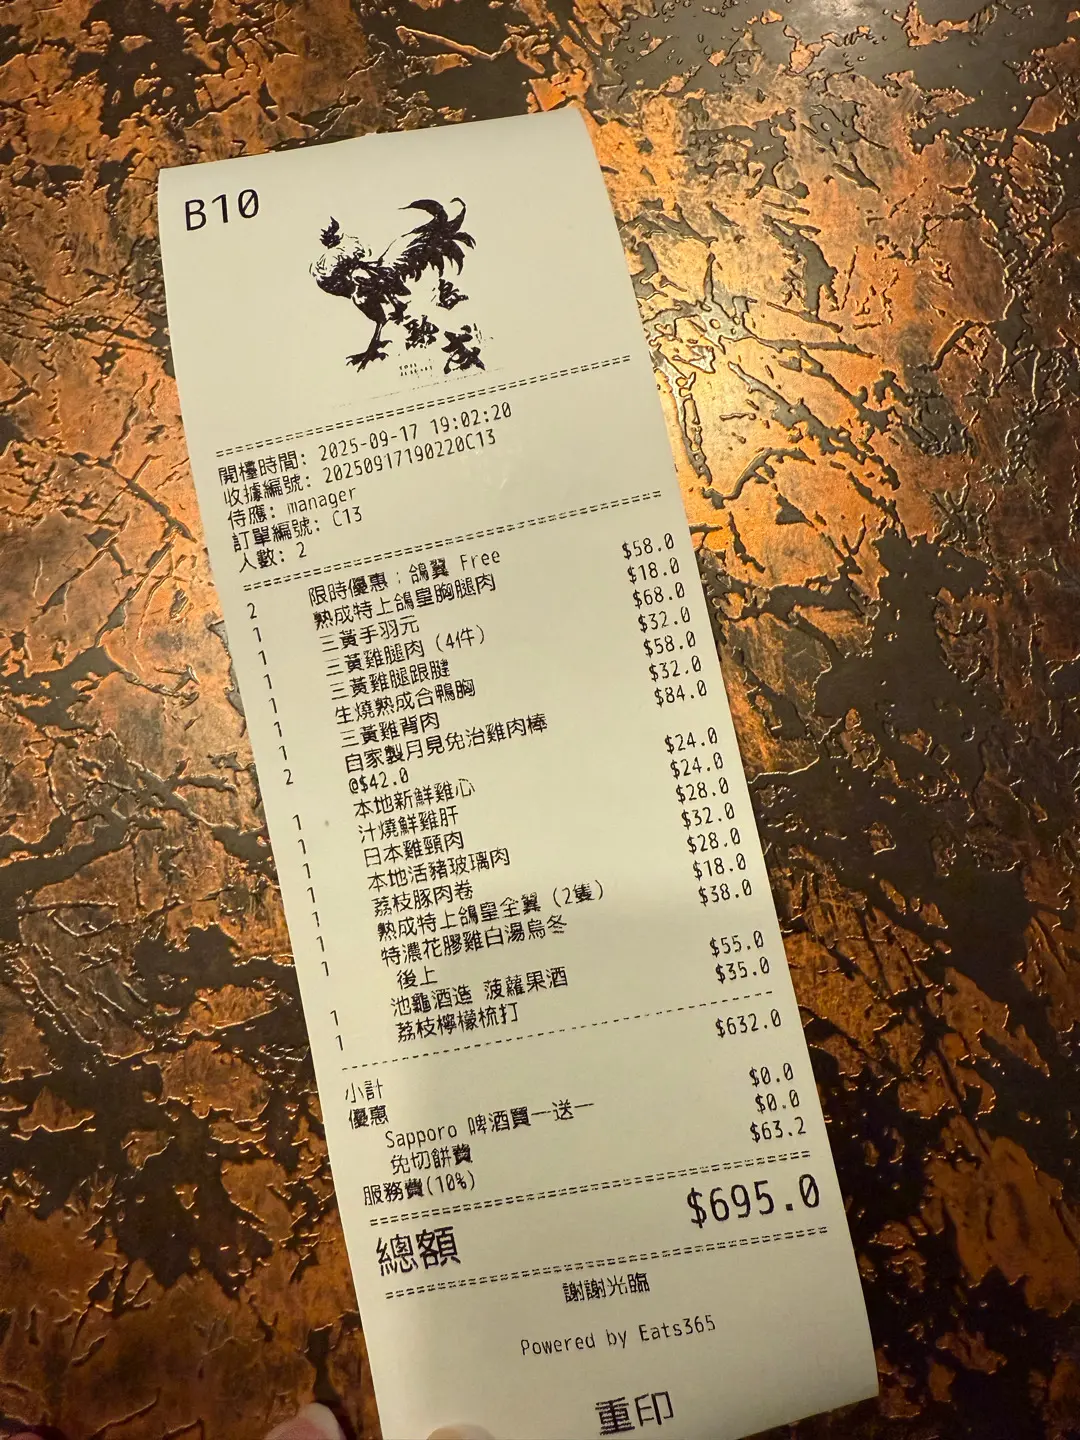 B10
鳥
熟
成
開檯時間: 2025-09-17 19:02:20
收據編號: 20250917190220C13
侍應: manager
訂單編號: C13
人數: 2
2 限時優惠：鴿翼 Free
1 熟成特上鴿皇胸腿肉 $58.0
1 三黃手羽元 $18.0
1 三黃雞腿肉 (4件) $68.0
1 三黃雞腿跟腱 $32.0
1 生燒熟成合鴨胸 $58.0
1 三黃雞背肉 $32.0
2 自家製月見免治雞肉棒 $84.0
@$42.0
1 本地新鮮雞心 $24.0
1 汁燒鮮雞肝 $24.0
1 日本雞頸肉 $28.0
1 本地活豬玻璃肉 $32.0
1 荔枝豚肉卷 $28.0
1 熟成特上鴿皇全翼 (2隻) $18.0
1 特濃花膠雞白湯烏冬 $38.0
後上
1 池龜酒造 菠蘿果酒 $55.0
1 荔枝檸檬梳打 $35.0
小計 $632.0
優惠
Sapporo 啤酒買一送一 $0.0
免切餅費 $0.0
服務費(10%) $63.2
總額 $695.0
謝謝光臨
Powered by Eats365
重印